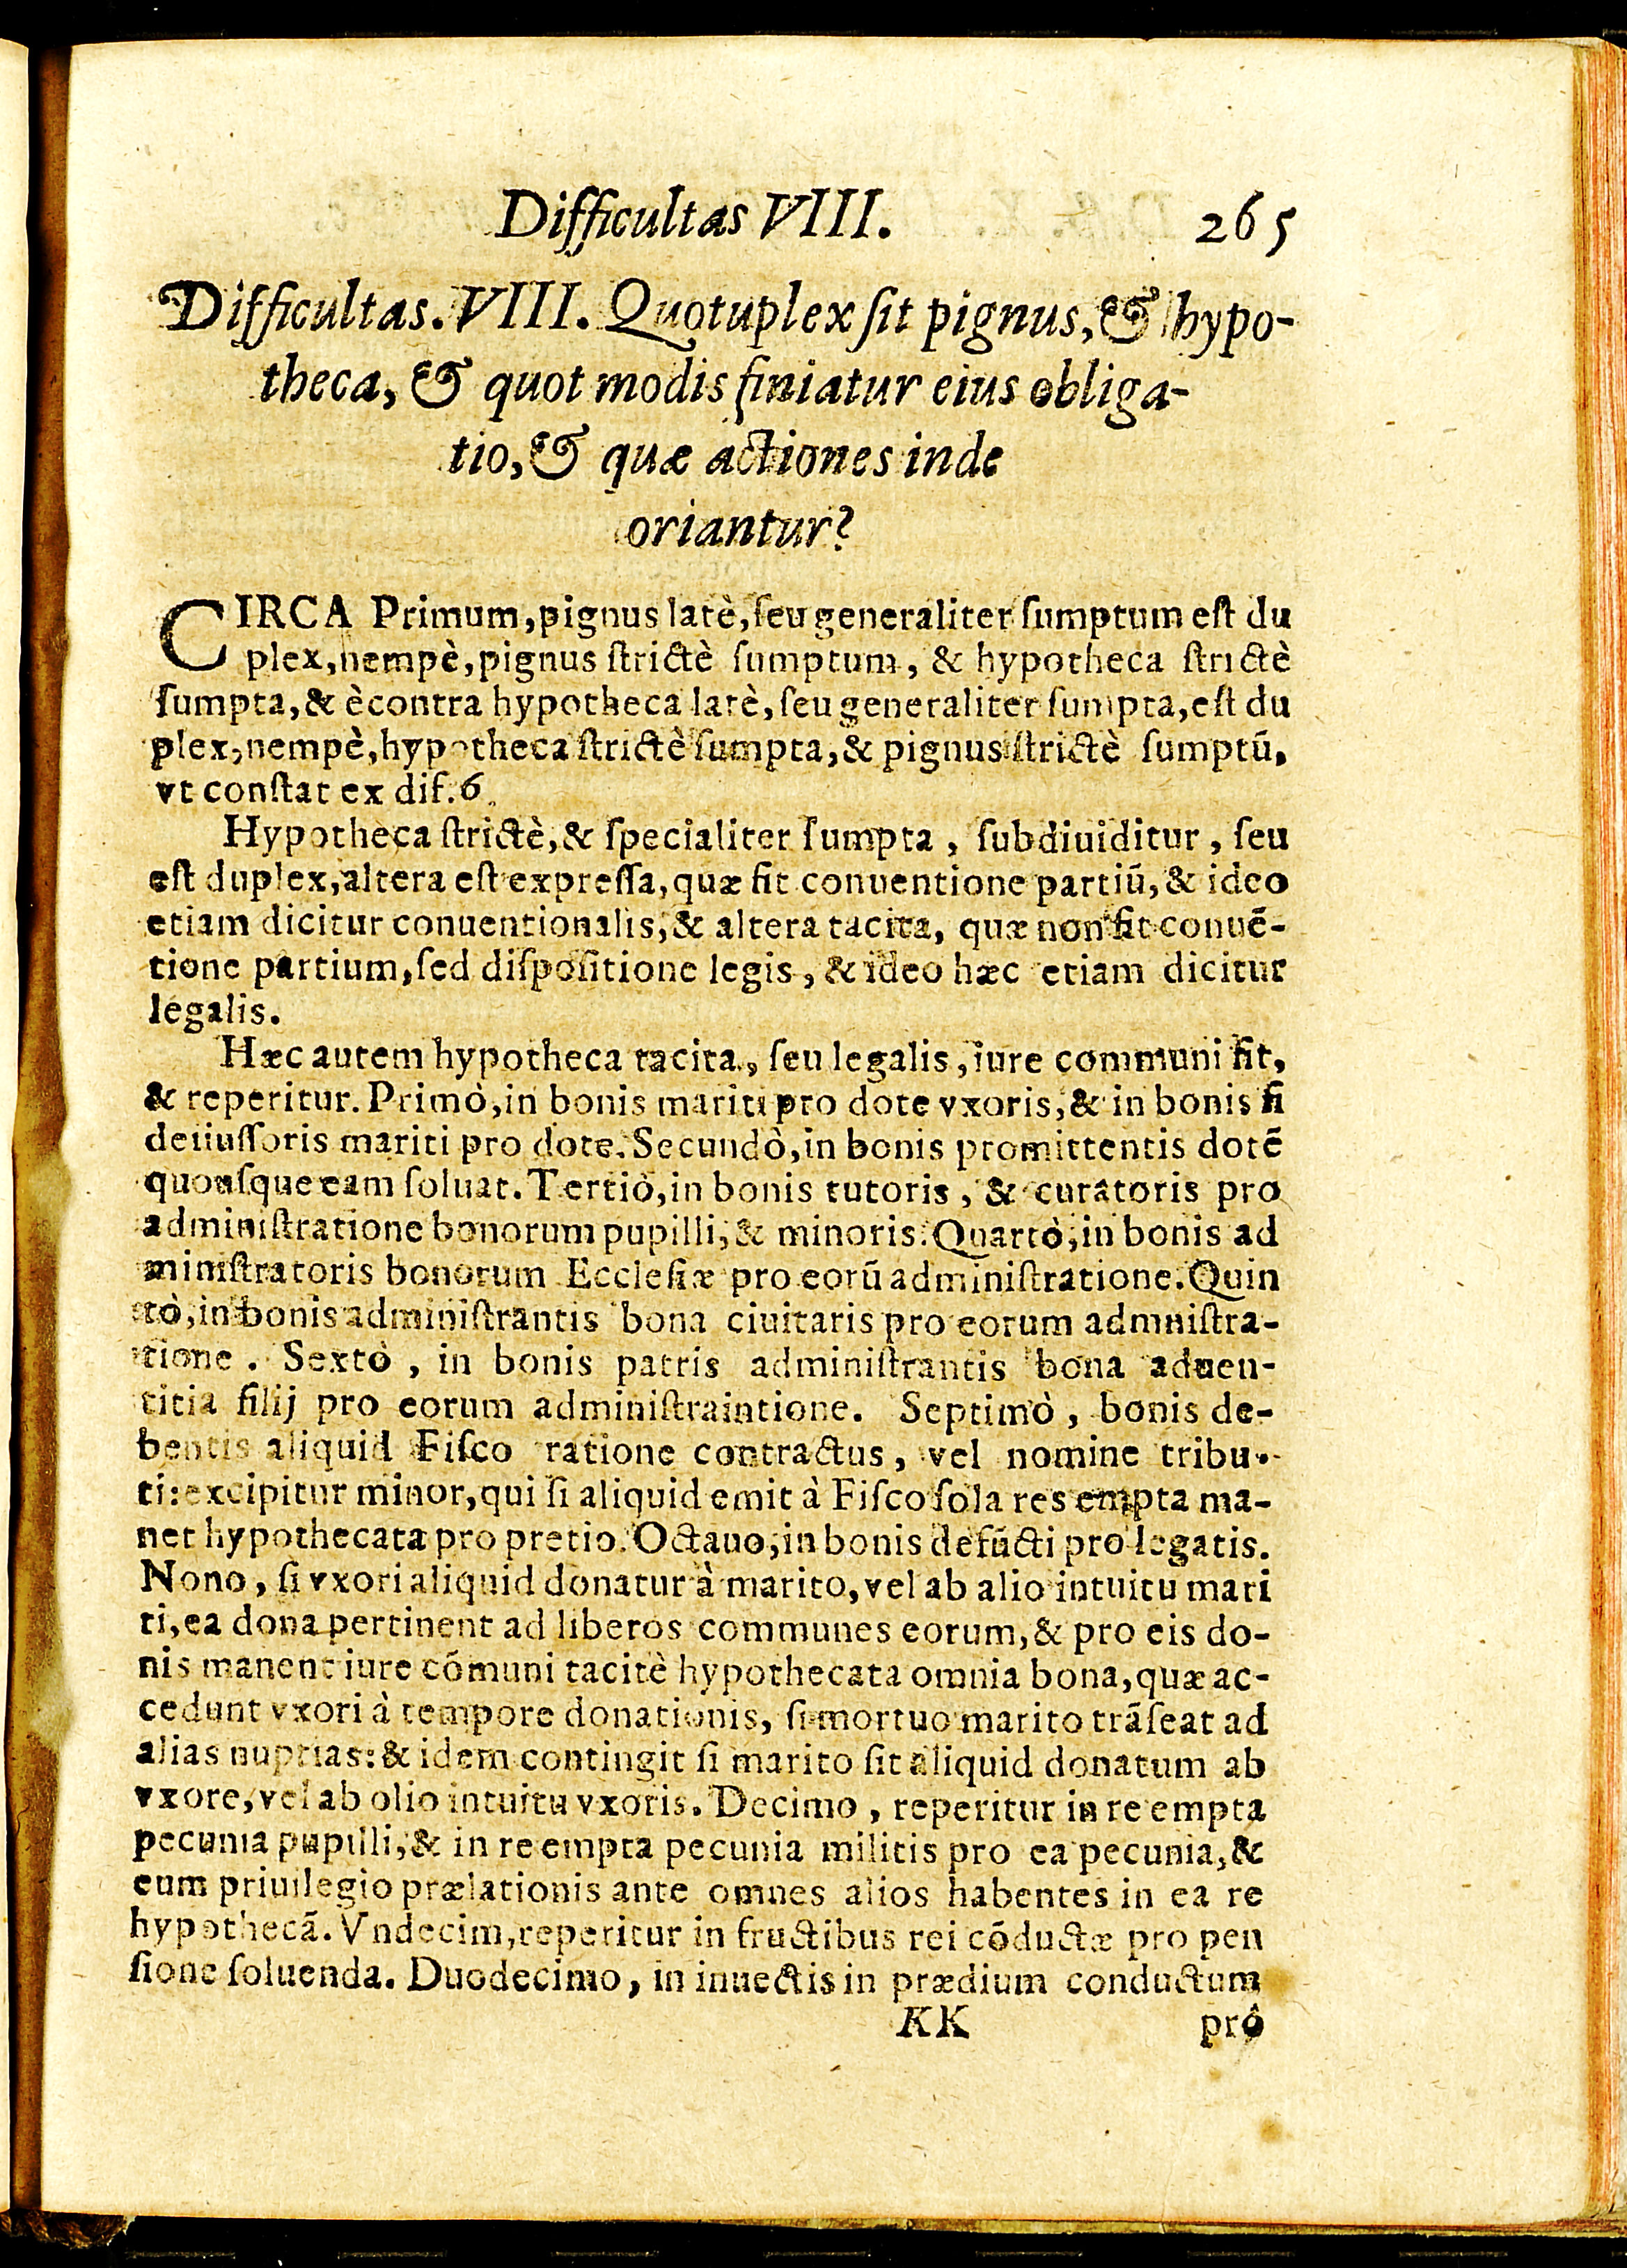 Difficultas VIII. 265
Difficultas. VIII. Quotuplex ſit pignus, & hypo-
theca, & quot modis finiatur eius obliga-
tio, & quæ actiones inde
oriantur?
CIRCA Primum, pignus latè, ſeu generaliter ſumptum eſt du
plex, nempè, pignus ſtrictè ſumptum, & hypotheca ſtrictè
ſumpta, & ècontra hypotheca latè, ſeu generaliter ſumpta, eſt du
plex, nempè, hypotheca ſtrictè ſumpta, & pignus ſtrictè ſumptũ,
vt conſtat ex dif. 6.
Hypotheca ſtrictè, & ſpecialiter ſumpta, ſubdiuiditur, ſeu
eſt duplex, altera eſt expreſſa, quæ fit conuentione partiũ, & ideo
etiam dicitur conuentionalis, & altera tacita, quæ non fit conuẽ-
tione partium, ſed diſpoſitione legis, & ideo hæc etiam dicitur
legalis.
Hæc autem hypotheca tacita, ſeu legalis, iure communi fit,
& reperitur. Primò, in bonis mariti pro dote vxoris, & in bonis fi
deiiuſſoris mariti pro dote. Secundò, in bonis promittentis dotẽ
quouſque eam ſoluat. Tertiò, in bonis tutoris, & curatoris pro
adminiſtratione bonorum pupilli, & minoris. Quartò, in bonis ad
miniſtratoris bonorum Eccleſiæ pro eorũ adminiſtratione. Quin
tò, in bonis adminiſtrantis bona ciuitatis pro eorum admniſtra-
tione. Sextò, in bonis patris adminiſtrantis bona aduen-
titia filij pro eorum adminiſtraintione. Septimò, bonis de-
bentis aliquid Fiſco ratione contractus, vel nomine tribu-
ti: excipitur minor, qui ſi aliquid emit à Fiſco ſola res empta ma-
net hypothecata pro pretio. Octauo, in bonis defũcti pro legatis.
Nono, ſi vxori aliquid donatur à marito, vel ab alio intuitu mari
ti, ea dona pertinent ad liberos communes eorum, & pro eis do-
nis manent iure cõmuni tacitè hypothecata omnia bona, quæ ac-
cedunt vxori à tempore donationis, ſi mortuo marito trãſeat ad
alias nuptias: & idem contingit ſi marito ſit aliquid donatum ab
vxore, vel ab olio intuitu vxoris. Decimo, reperitur in re empta
pecunia pupilli, & in re empta pecunia militis pro ea pecunia, &
cum priuilegio prælationis ante omnes alios habentes in ea re
hypothecã. Vndecim, reperitur in fructibus rei cõductæ pro pen
ſione ſoluenda. Duodecimo, in inuectis in prædium conductum
KK prô